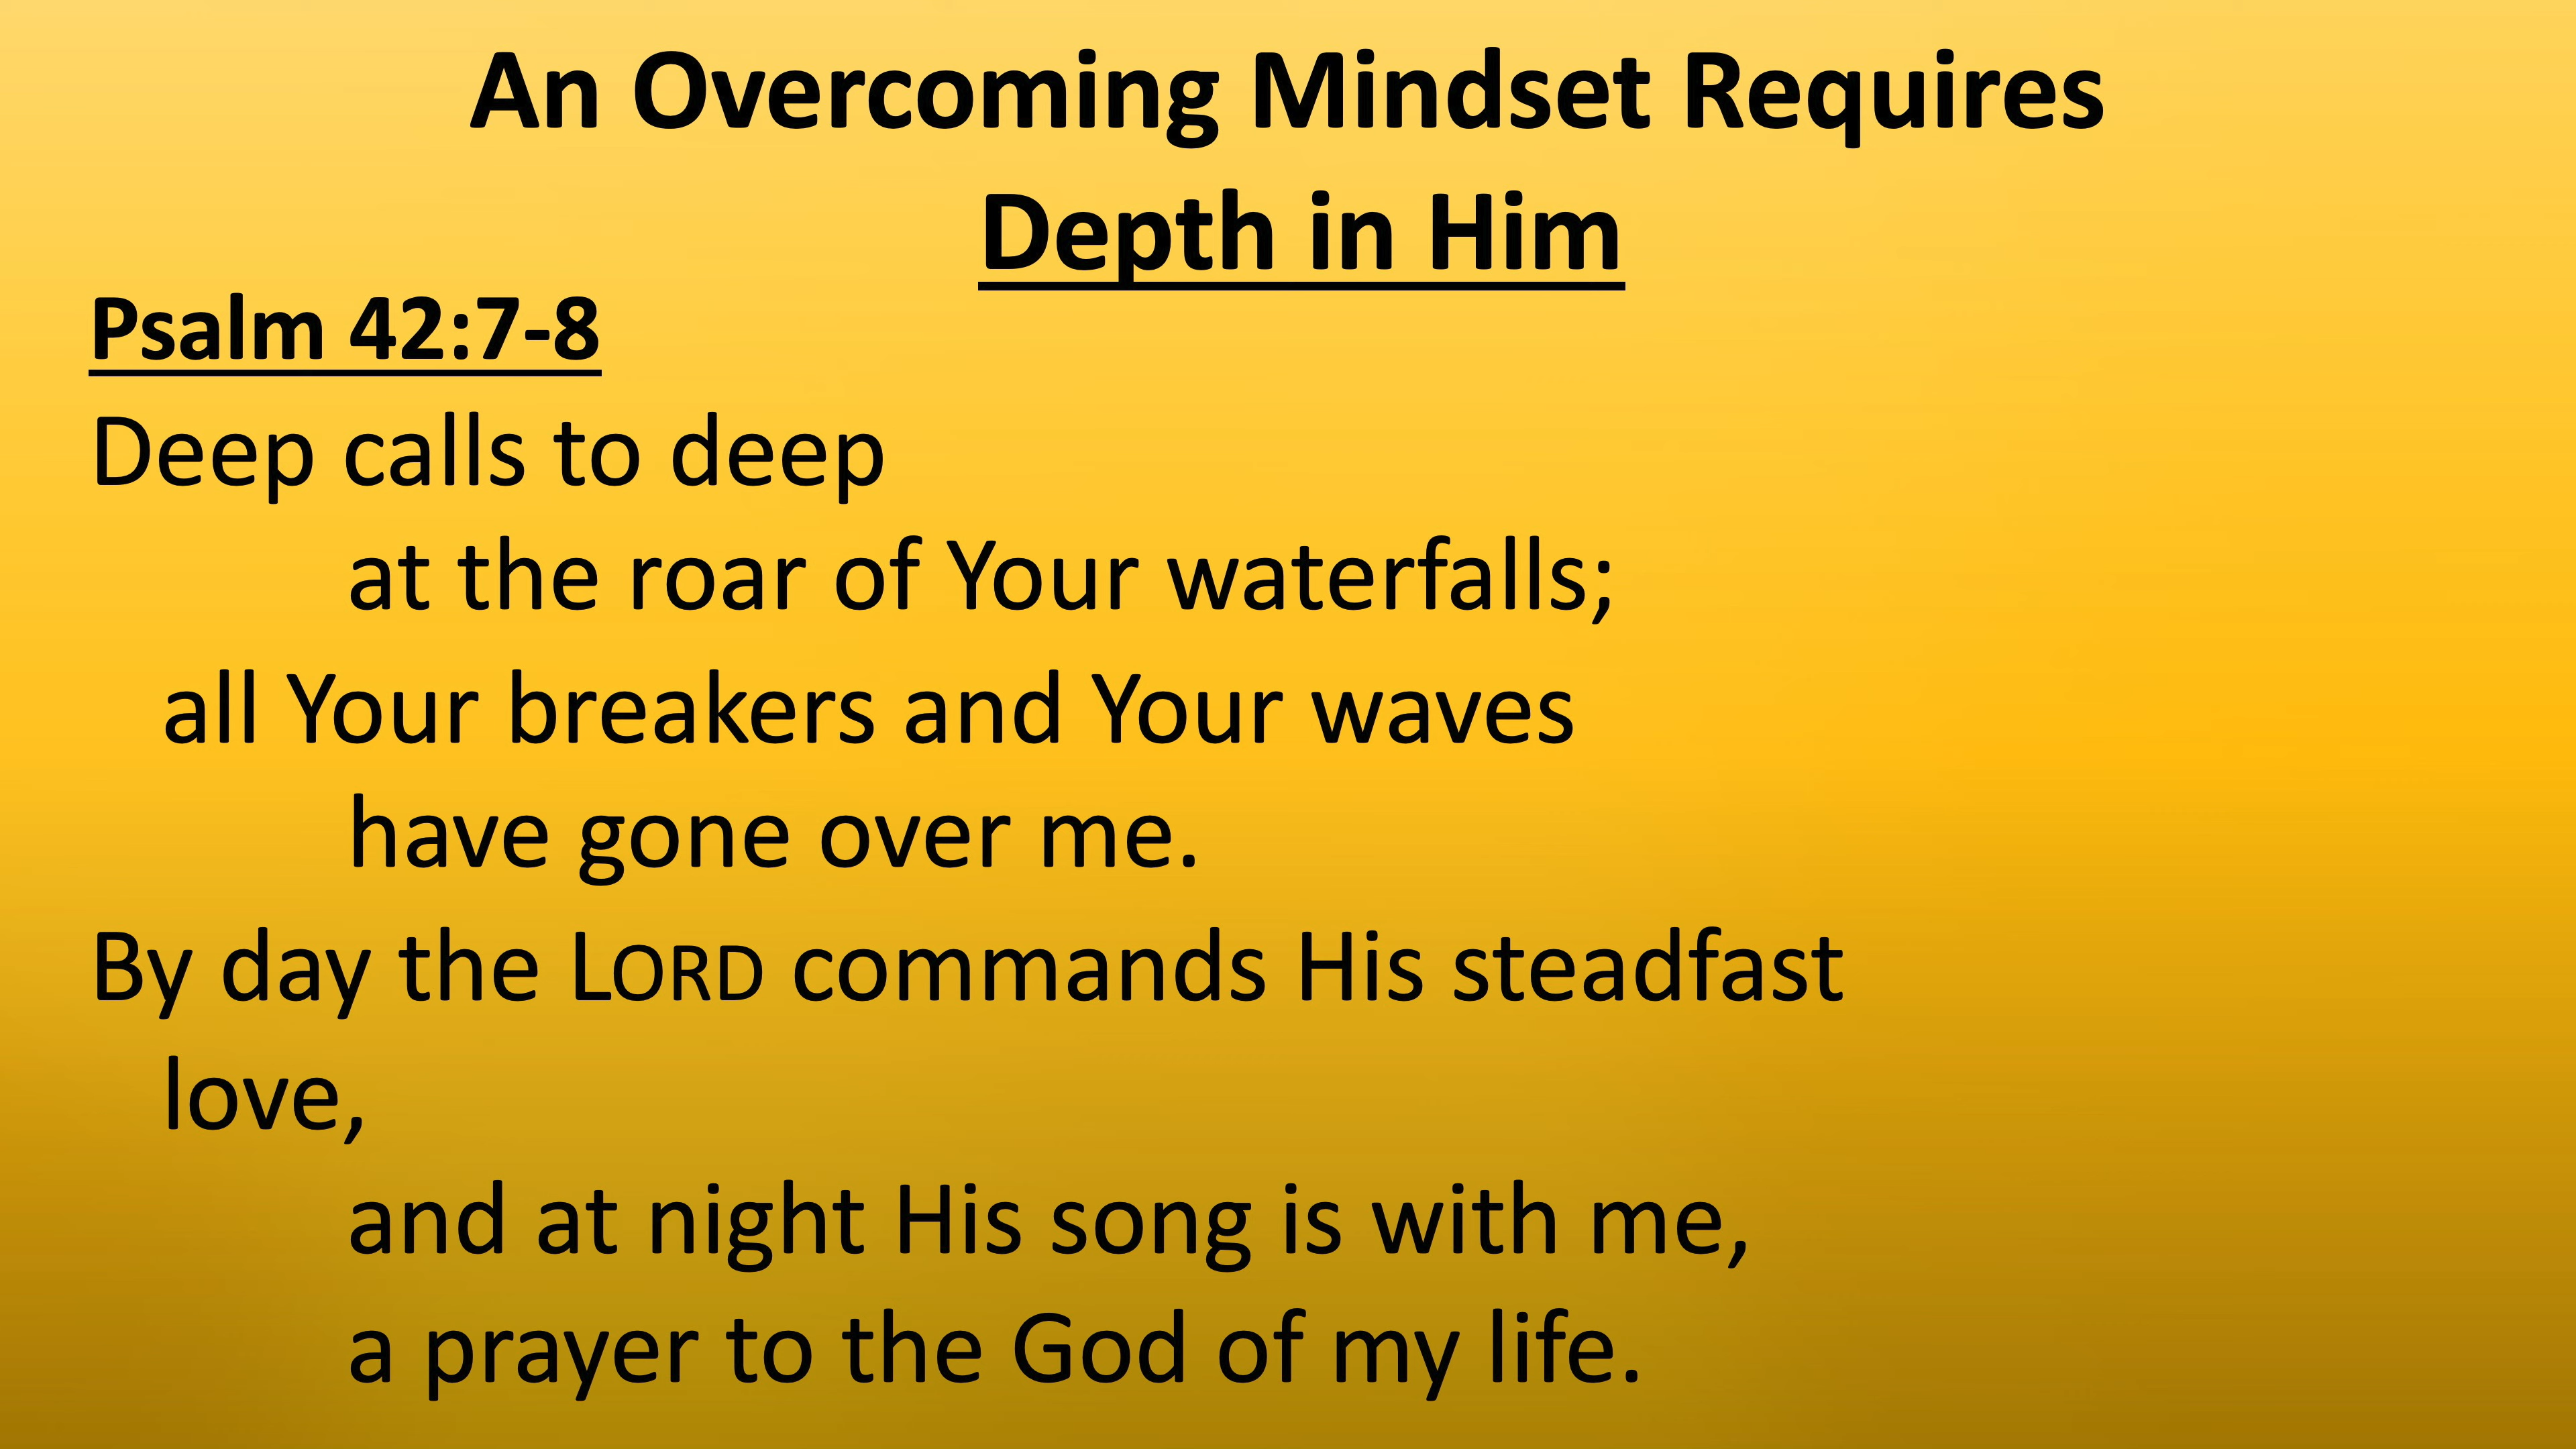 An Overcoming Mindset Requires
Depth in Him
Psalm 42:7-8
Deep calls to deep
at the roar of Your waterfalls;
all Your breakers and Your waves
have gone over me.
By day the LORD commands His steadfast
love,
and at night His song is with me,
a prayer to the God of my life.